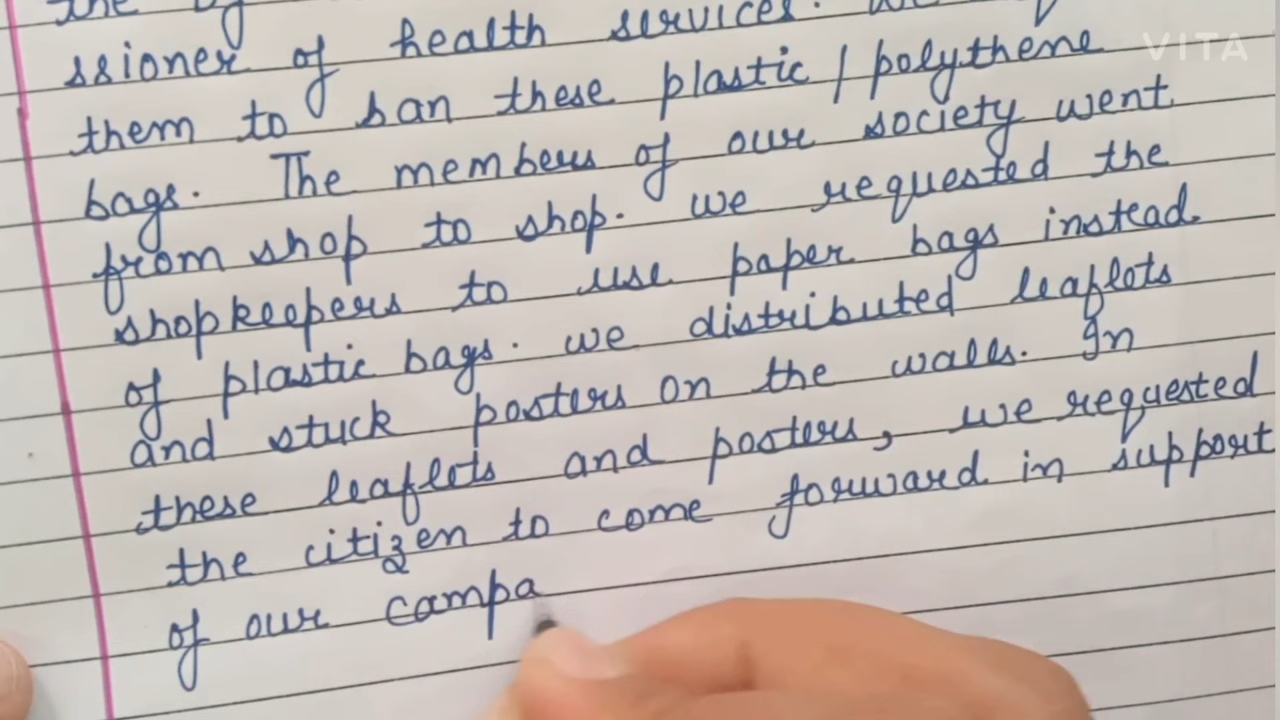 the
ssioner of health services.
VITA
them to ban these plastic / polythene
bags. The members of our society went
from shop to shop. we requested the
shopkeepers to use paper bags instead
of plastic bags. we distributed leaflets
and stuck posters on the walls. In
these leaflets and posters, we requested
the citizen to come forward in support
of our campa